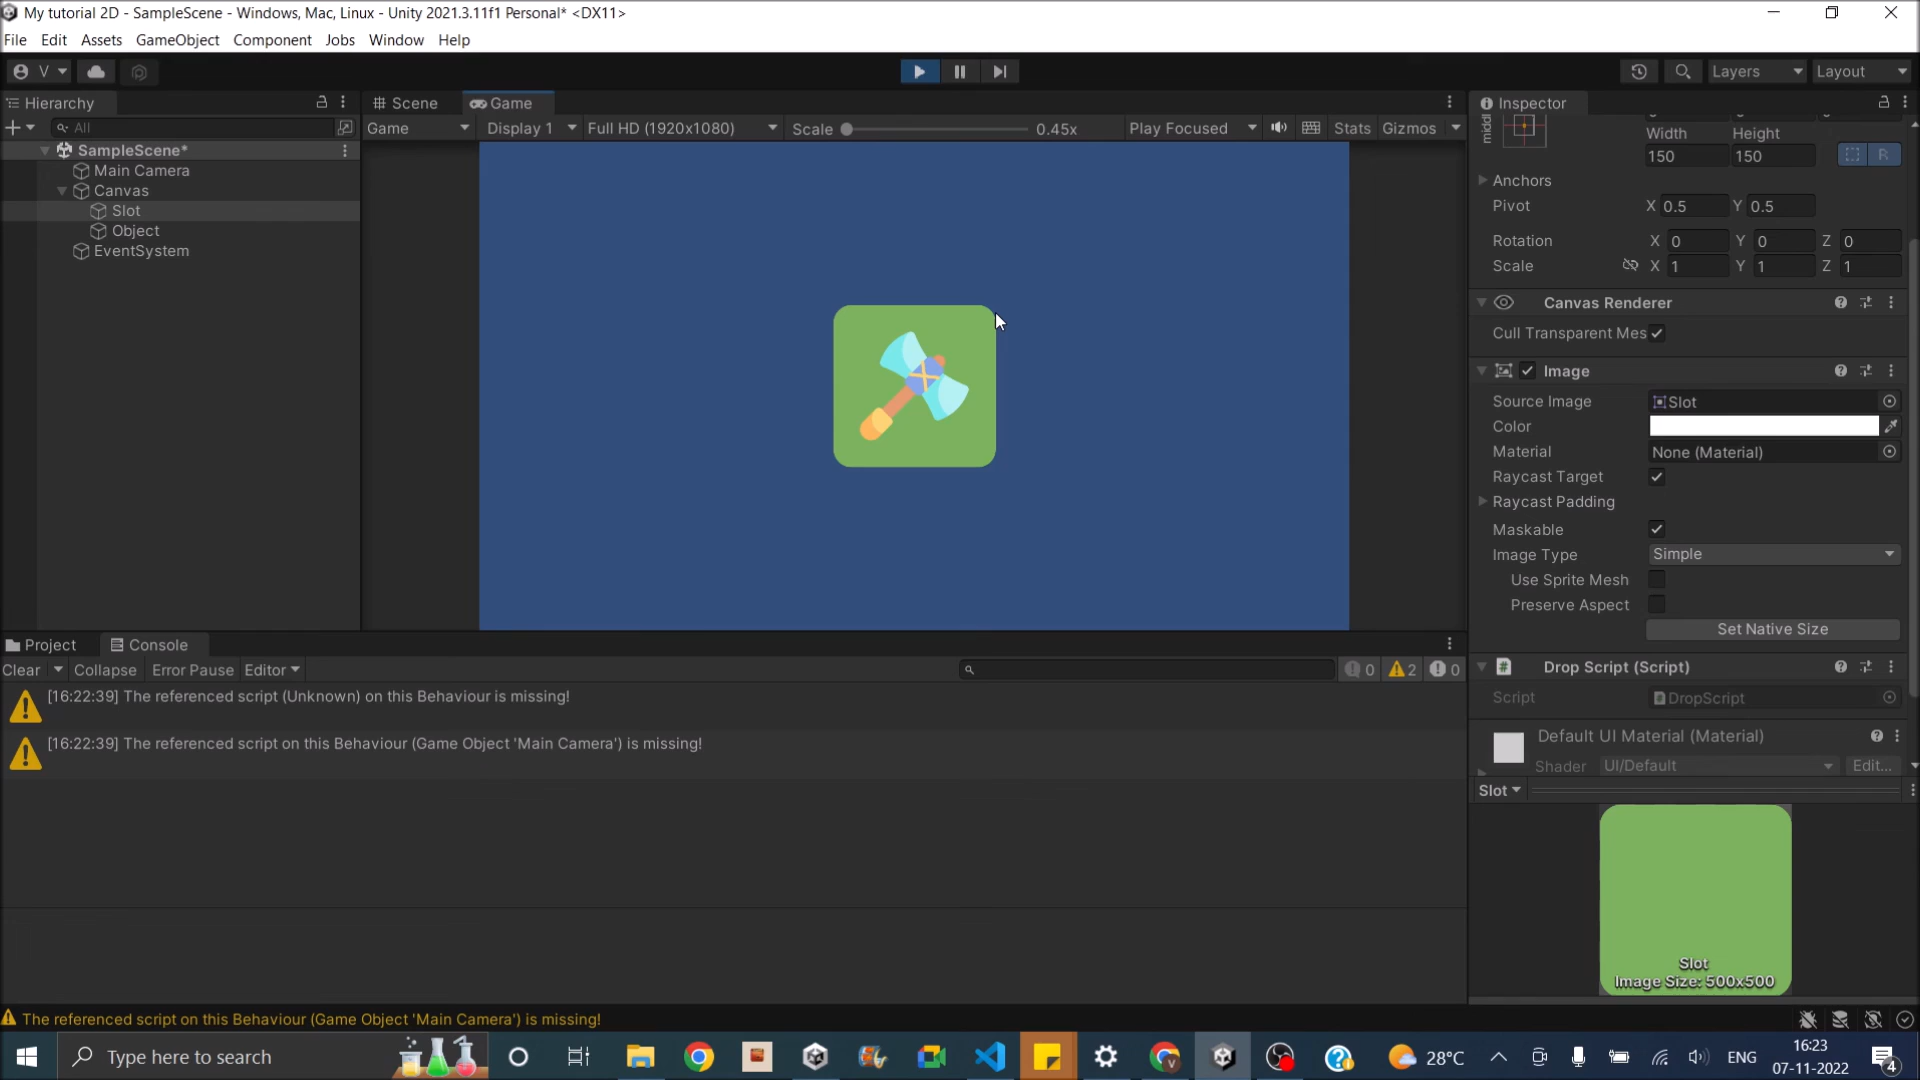 My tutorial 2D - SampleScene - Windows, Mac, Linux - Unity 2021.3.11f1 Personal* <DX11>
File Edit Assets GameObject Component Jobs Window Help
V Layers Layout
Hierarchy Scene Game Inspector
All Game Display 1 Full HD (1920x1080) Scale 0.45x Play Focused Stats Gizmos
SampleScene*
Main Camera
Canvas
Slot
Object
EventSystem
Width Height
150 150 R
Anchors
Pivot X 0.5 Y 0.5
Rotation X 0 Y 0 Z 0
Scale X 1 Y 1 Z 1
Canvas Renderer
Cull Transparent Mes
Image
Source Image Slot
Color
Material None (Material)
Raycast Target
Raycast Padding
Maskable
Image Type Simple
Use Sprite Mesh
Preserve Aspect
Set Native Size
Drop Script (Script)
Script DropScript
Default UI Material (Material)
Shader UI/Default Edit...
Slot
Slot
Image Size: 500x500
Project Console
Clear Collapse Error Pause Editor 0 2 0
[16:22:39] The referenced script (Unknown) on this Behaviour is missing!
[16:22:39] The referenced script on this Behaviour (Game Object 'Main Camera') is missing!
The referenced script on this Behaviour (Game Object 'Main Camera') is missing!
Type here to search 28°C ENG 16:23
07-11-2022 4